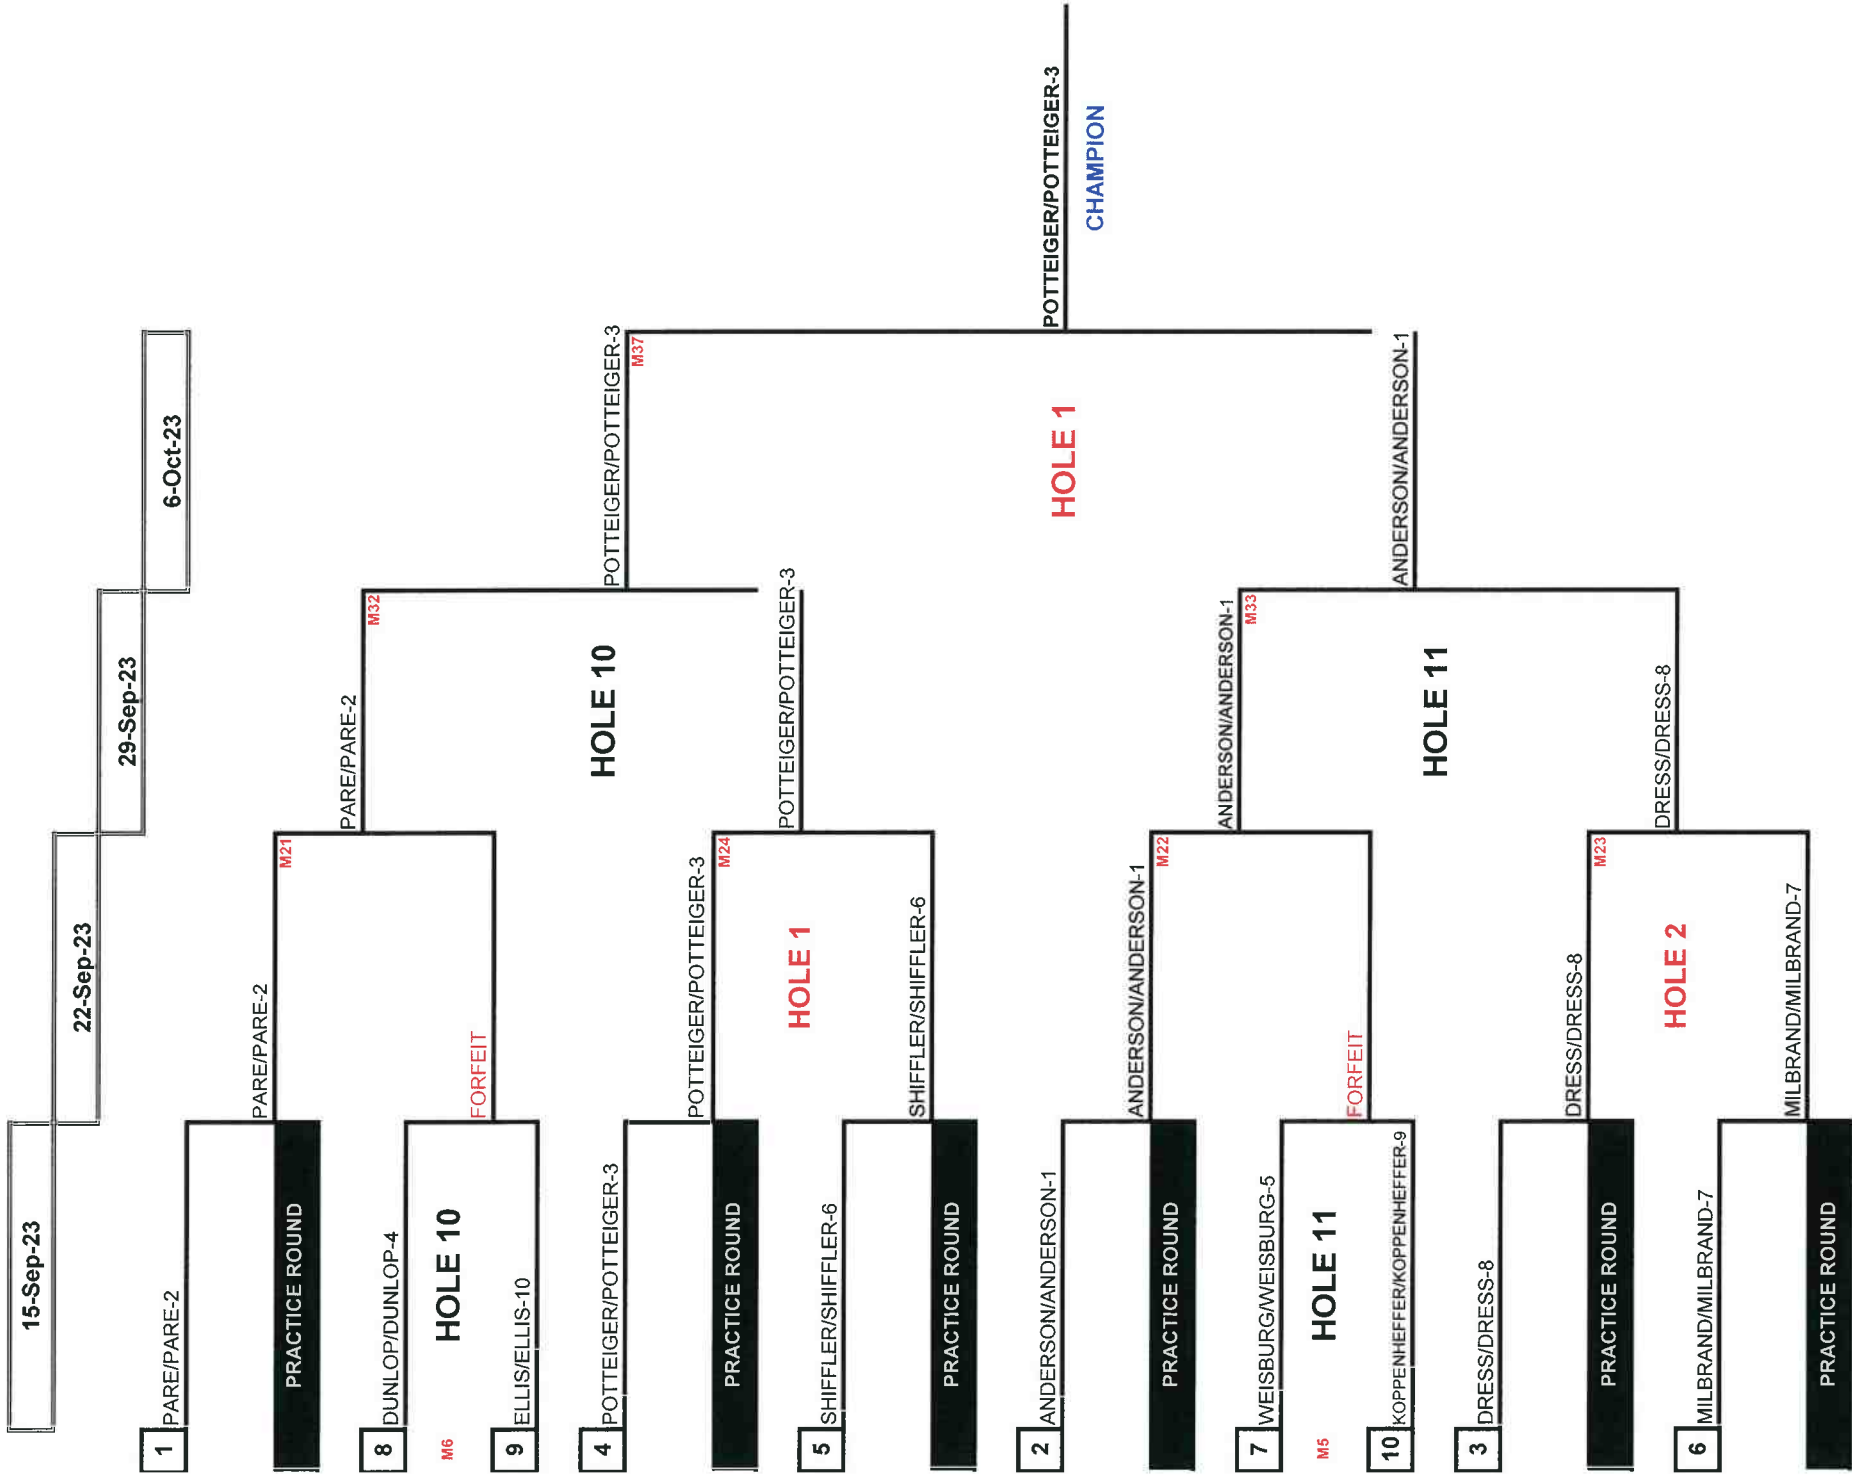 15-Sep-23
22-Sep-23
29-Sep-23
6-Oct-23
1
PARE/PARE-2
PRACTICE ROUND
8
DUNLOP/DUNLOP-4
M6
HOLE 10
9
ELLIS/ELLIS-10
4
POTTEIGER/POTTEIGER-3
PRACTICE ROUND
5
SHIFFLER/SHIFFLER-6
PRACTICE ROUND
2
ANDERSON/ANDERSON-1
PRACTICE ROUND
7
WEISBURG/WEISBURG-5
M5
HOLE 11
10
KOPPENHEFFER/KOPPENHEFFER-9
3
DRESS/DRESS-8
PRACTICE ROUND
6
MILBRAND/MILBRAND-7
PRACTICE ROUND
PARE/PARE-2
M21
FORFEIT
POTTEIGER/POTTEIGER-3
M24
HOLE 1
SHIFFLER/SHIFFLER-6
ANDERSON/ANDERSON-1
M22
FORFEIT
DRESS/DRESS-8
M23
HOLE 2
MILBRAND/MILBRAND-7
PARE/PARE-2
M32
HOLE 10
POTTEIGER/POTTEIGER-3
ANDERSON/ANDERSON-1
M33
HOLE 11
DRESS/DRESS-8
POTTEIGER/POTTEIGER-3
M37
HOLE 1
ANDERSON/ANDERSON-1
POTTEIGER/POTTEIGER-3
CHAMPION